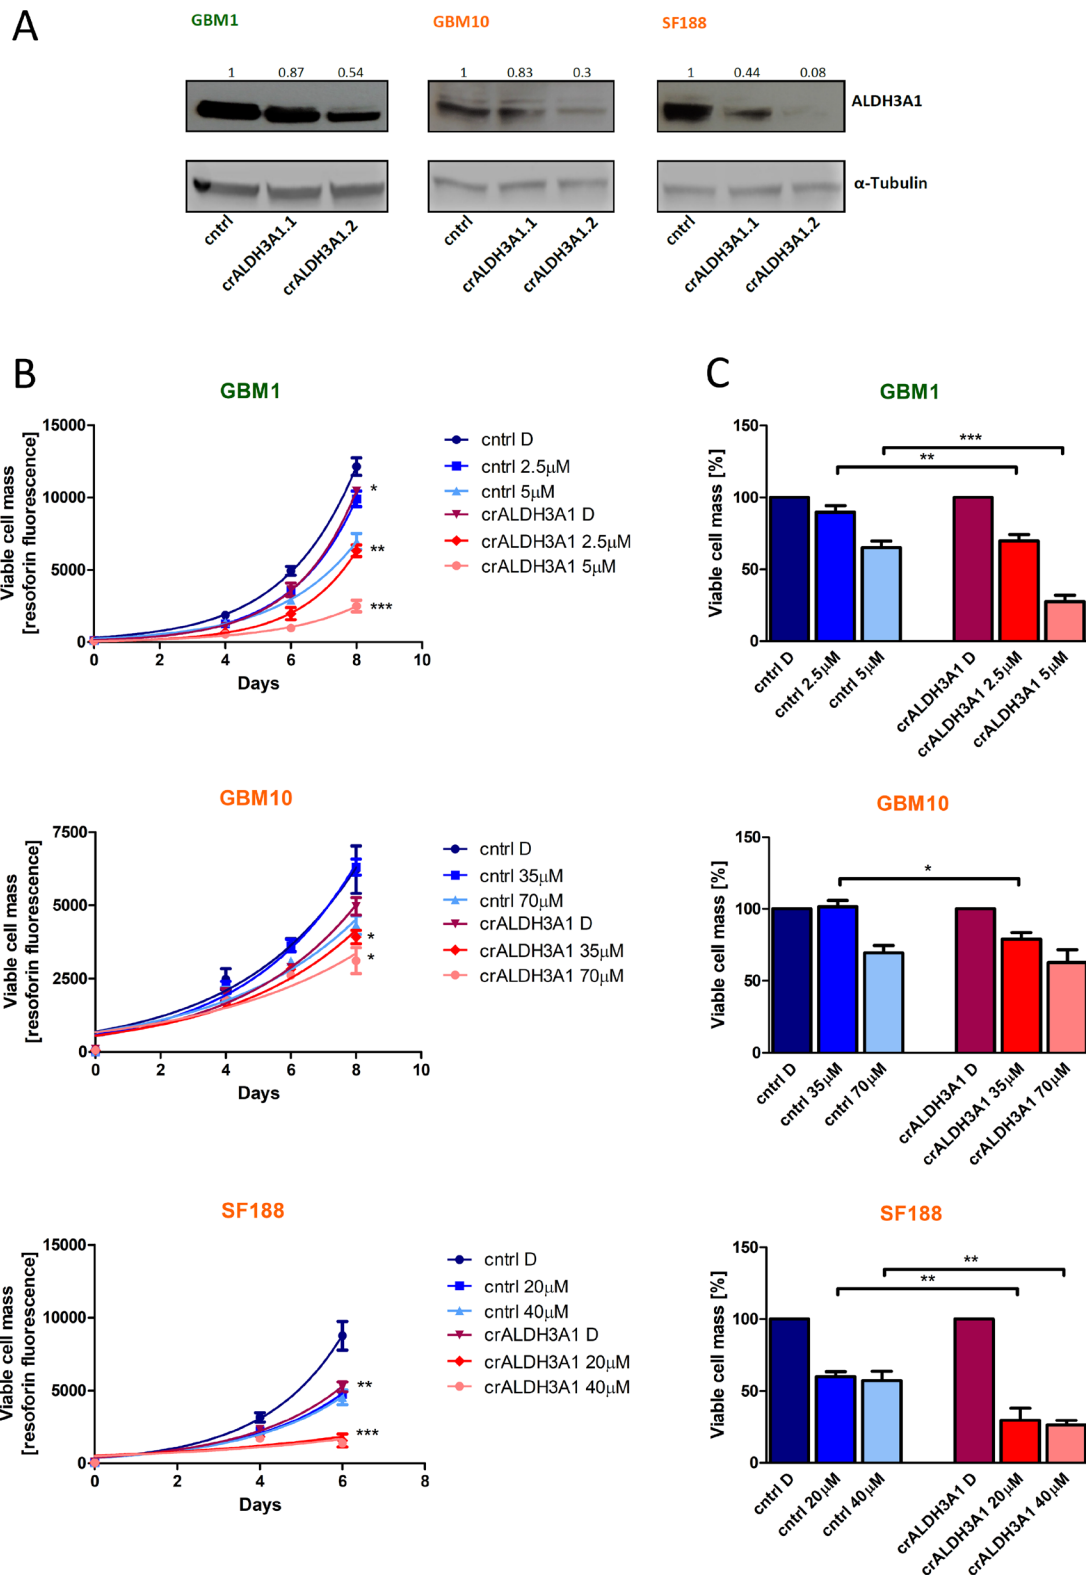 A
GBM1
GBM10
SF188
1 0.87 0.54
1 0.83 0.3
1 0.44 0.08
ALDH3A1
α-Tubulin
cntrl
crALDH3A1.1
crALDH3A1.2
cntrl
crALDH3A1.1
crALDH3A1.2
cntrl
crALDH3A1.1
crALDH3A1.2
B
GBM1
Viable cell mass
[resoforin fluorescence]
15000
10000
5000
0
0 2 4 6 8 10
Days
*
**
***
cntrl D
cntrl 2.5μM
cntrl 5μM
crALDH3A1 D
crALDH3A1 2.5μM
crALDH3A1 5μM
C
GBM1
Viable cell mass [%]
150
100
50
0
***
**
cntrl D
cntrl 2.5μM
cntrl 5μM
crALDH3A1 D
crALDH3A1 2.5μM
crALDH3A1 5μM
GBM10
Viable cell mass
[resoforin fluorescence]
7500
5000
2500
0
0 2 4 6 8 10
Days
*
*
cntrl D
cntrl 35μM
cntrl 70μM
crALDH3A1 D
crALDH3A1 35μM
crALDH3A1 70μM
GBM10
Viable cell mass [%]
150
100
50
0
*
cntrl D
cntrl 35μM
cntrl 70μM
crALDH3A1 D
crALDH3A1 35μM
crALDH3A1 70μM
SF188
Viable cell mass
[resoforin fluorescence]
15000
10000
5000
0
0 2 4 6 8
Days
**
***
cntrl D
cntrl 20μM
cntrl 40μM
crALDH3A1 D
crALDH3A1 20μM
crALDH3A1 40μM
SF188
Viable cell mass [%]
150
100
50
0
**
**
cntrl D
cntrl 20μM
cntrl 40μM
crALDH3A1 D
crALDH3A1 20μM
crALDH3A1 40μM